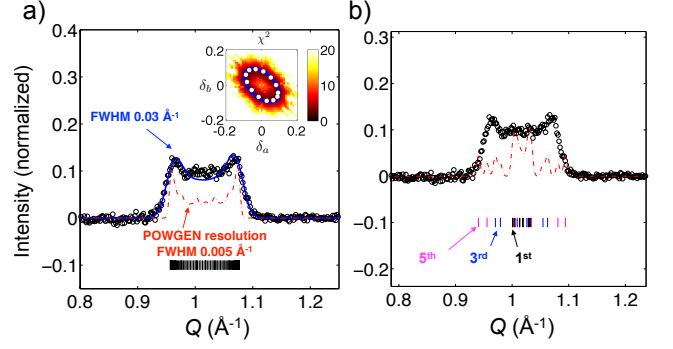 a)
b)
Intensity (normalized)
0.4
0.3
0.2
0.1
0
−0.1
0.8
0.9
1
1.1
1.2
Q (Å⁻¹)
χ²
0.2
0
-0.2
δb
-0.2
0
0.2
δa
20
10
0
FWHM 0.03 Å⁻¹
POWGEN resolution
FWHM 0.005 Å⁻¹
0.3
0.2
0.1
0
−0.1
−0.2
0.8
0.9
1
1.1
1.2
Q (Å⁻¹)
5th
3rd
1st